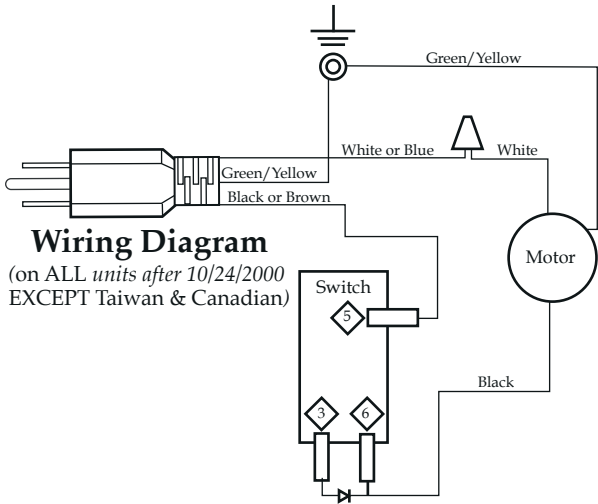 Green/Yellow
White or Blue
White
Green/Yellow
Black or Brown
Wiring Diagram
(on ALL units after 10/24/2000
EXCEPT Taiwan & Canadian)
Motor
Switch
5
Black
3
6